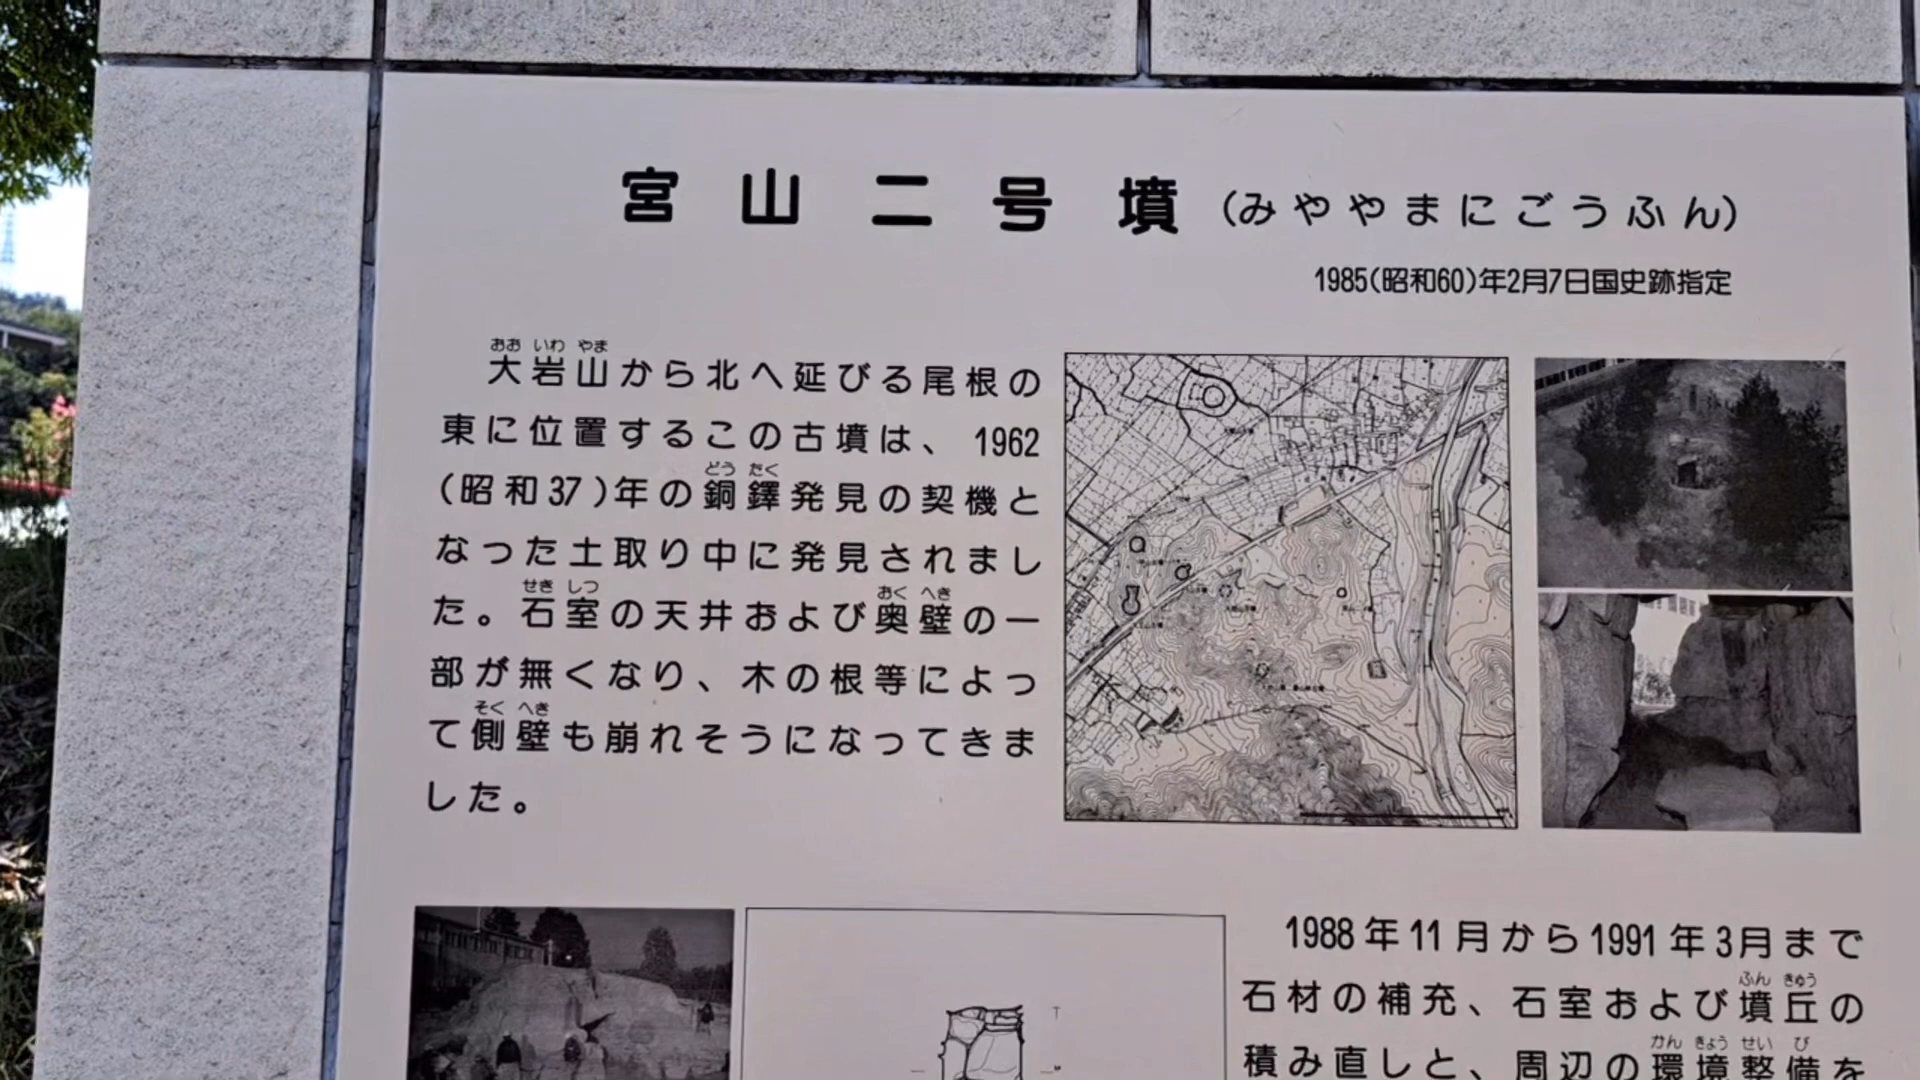 宮山二号墳(みややまにごうふん)
1985(昭和60)年2月7日国史跡指定
おお いわ やま
大岩山から北へ延びる尾根の
東に位置するこの古墳は、1962
どう たく
(昭和37)年の銅鐸発見の契機と
なった土取り中に発見されまし
せき しつ おく へき
た。石室の天井および奥壁の一
部が無くなり、木の根等によっ
そく へき
て側壁も崩れそうになってきま
した。
1988年11月から1991年3月まで
ふん きゅう
石材の補充、石室および墳丘の
かん きょう せい び
積み直しと、周辺の環境整備を